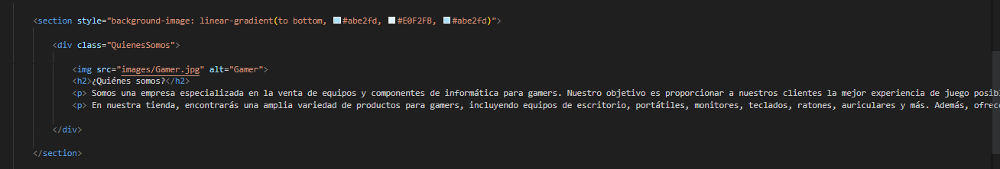 <section style="background-image: linear-gradient(to bottom, #abe2fd, #E0F2FB, #abe2fd)">
<div class="QuienesSomos">
<img src="images/Gamer.jpg" alt="Gamer">
<h2>¿Quiénes somos?</h2>
<p> Somos una empresa especializada en la venta de equipos y componentes de informática para gamers. Nuestro objetivo es proporcionar a nuestros clientes la mejor experiencia de juego
<p> En nuestra tienda, encontrarás una amplia variedad de productos para gamers, incluyendo equipos de escritorio, portátiles, monitores, teclados, ratones, auriculares y más. Además,
</div>
</section>